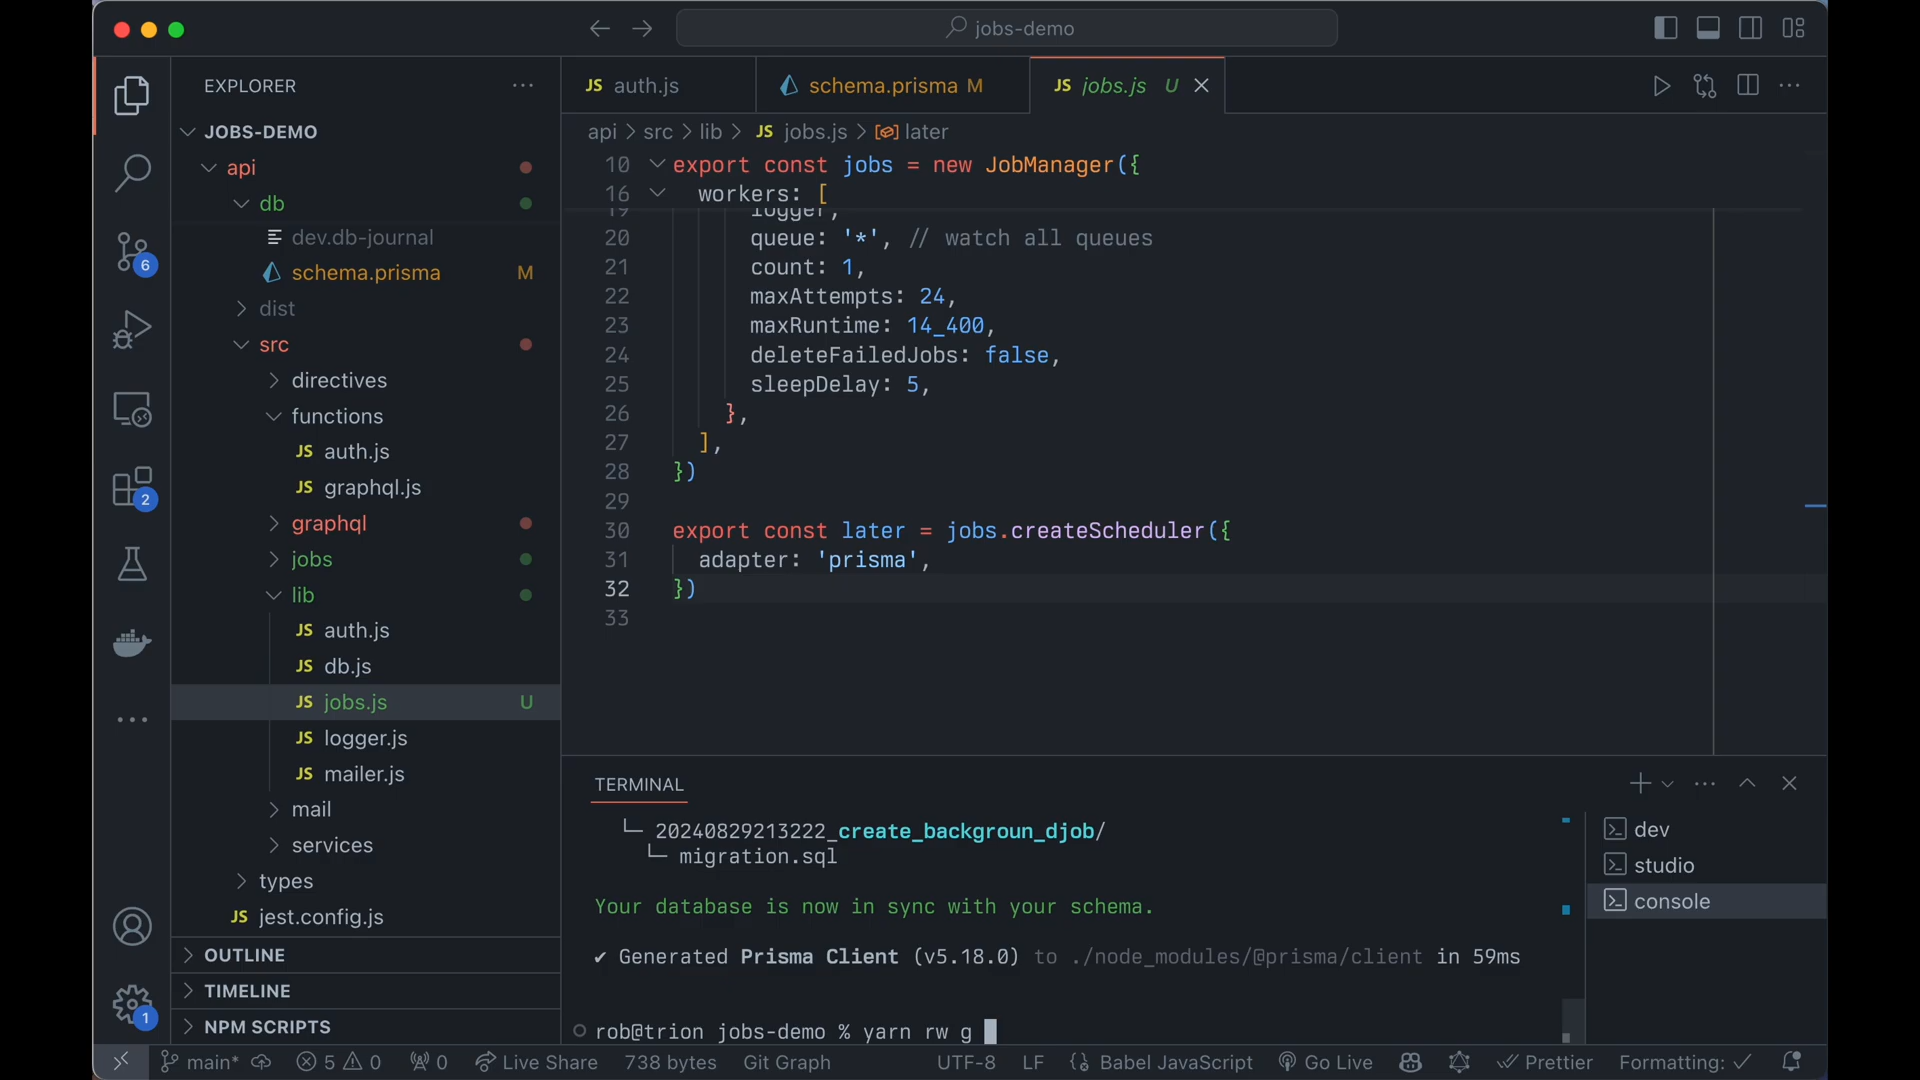 jobs-demo
EXPLORER
JOBS-DEMO
api
db
dev.db-journal
schema.prisma M
dist
src
directives
functions
JS auth.js
JS graphql.js
graphql
jobs
lib
JS auth.js
JS db.js
JS jobs.js U
JS logger.js
JS mailer.js
mail
services
types
JS jest.config.js
OUTLINE
TIMELINE
NPM SCRIPTS
6
2
1
JS auth.js
schema.prisma M
JS jobs.js U
api > src > lib > JS jobs.js > later
10 export const jobs = new JobManager({
16 workers: [
19 logger,
20 queue: '*', // watch all queues
21 count: 1,
22 maxAttempts: 24,
23 maxRuntime: 14_400,
24 deleteFailedJobs: false,
25 sleepDelay: 5,
26 },
27 ],
28 })
29
30 export const later = jobs.createScheduler({
31 adapter: 'prisma',
32 })
33
TERMINAL
└─ 20240829213222_create_backgroun_djob/
└─ migration.sql
Your database is now in sync with your schema.
✔ Generated Prisma Client (v5.18.0) to ./node_modules/@prisma/client in 59ms
rob@trion jobs-demo % yarn rw g
dev
studio
console
main* 5 0 0 Live Share 738 bytes Git Graph UTF-8 LF Babel JavaScript Go Live Prettier Formatting: ✓